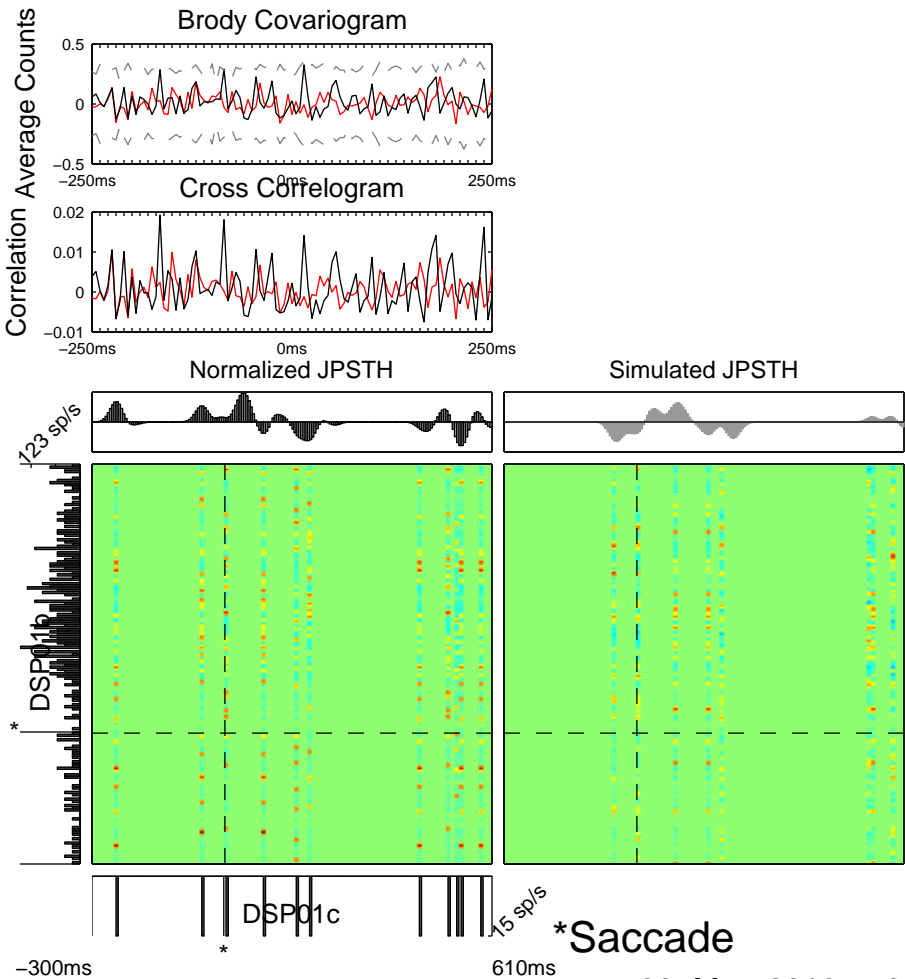 Brody Covariogram
Average Counts
0.5
0
−0.5
−250ms
0ms
250ms
Cross Correlogram
Correlation
0.02
0.01
0
−0.01
−250ms
0ms
250ms
Normalized JPSTH
Simulated JPSTH
123 sp/s
DSP01b
*
DSP01c
15 sp/s
*
*Saccade
−300ms
610ms